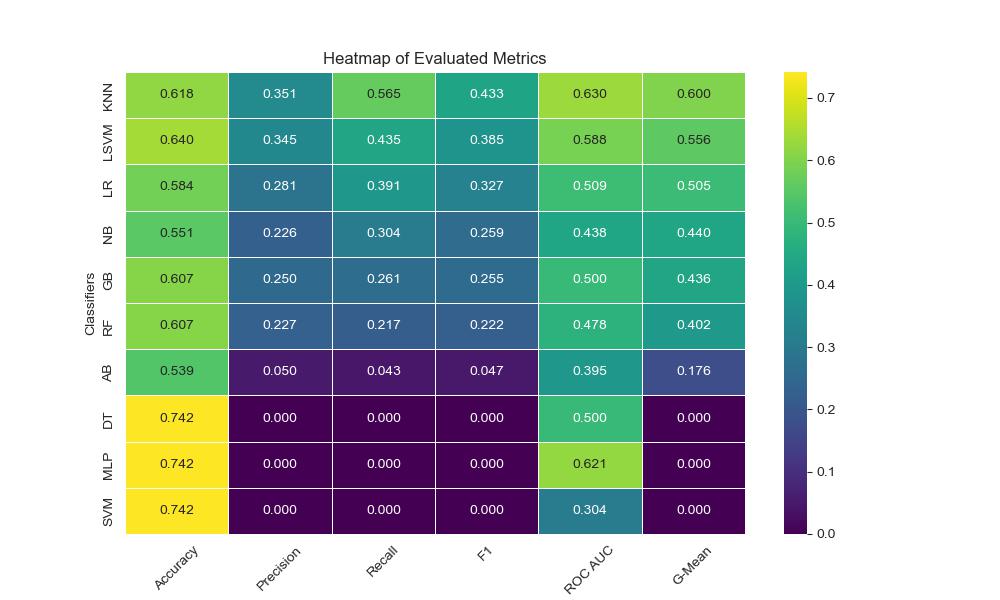 Heatmap of Evaluated Metrics
Classifiers
KNN 0.618 0.351 0.565 0.433 0.630 0.600
LSVM 0.640 0.345 0.435 0.385 0.588 0.556
LR 0.584 0.281 0.391 0.327 0.509 0.505
NB 0.551 0.226 0.304 0.259 0.438 0.440
GB 0.607 0.250 0.261 0.255 0.500 0.436
RF 0.607 0.227 0.217 0.222 0.478 0.402
AB 0.539 0.050 0.043 0.047 0.395 0.176
DT 0.742 0.000 0.000 0.000 0.500 0.000
MLP 0.742 0.000 0.000 0.000 0.621 0.000
SVM 0.742 0.000 0.000 0.000 0.304 0.000
Accuracy Precision Recall F1 ROC AUC G-Mean
0.7
0.6
0.5
0.4
0.3
0.2
0.1
0.0